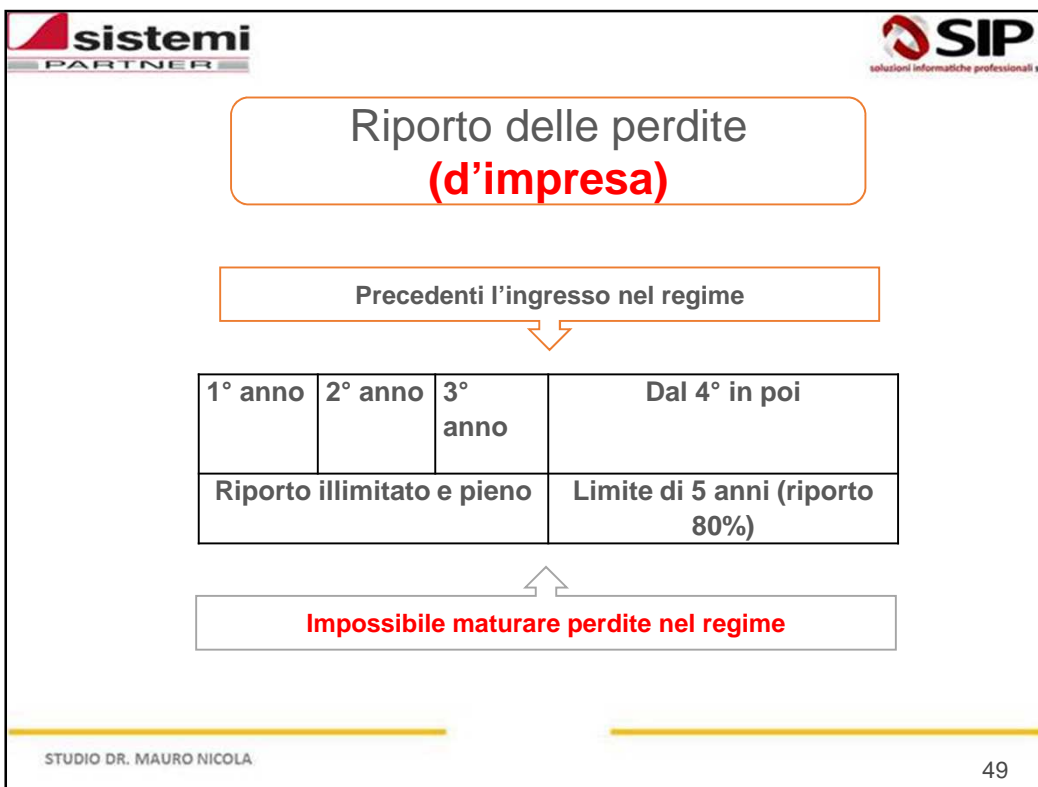 sistemi
PARTNER
SIP
soluzioni informatiche professionali s
Riporto delle perdite
(d’impresa)
Precedenti l’ingresso nel regime
1° anno
2° anno
3°
anno
Dal 4° in poi
Riporto illimitato e pieno
Limite di 5 anni (riporto
80%)
Impossibile maturare perdite nel regime
STUDIO DR. MAURO NICOLA
49